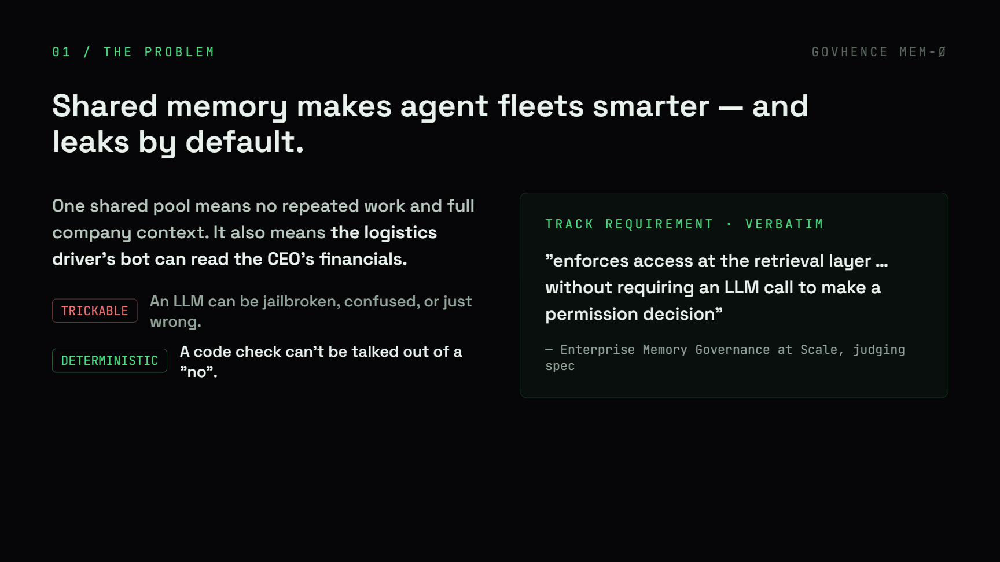 01 / THE PROBLEM
GOVHENCE MEM-Ø
Shared memory makes agent fleets smarter — and
leaks by default.
One shared pool means no repeated work and full
company context. It also means the logistics
driver’s bot can read the CEO’s financials.
TRICKABLE
An LLM can be jailbroken, confused, or just
wrong.
DETERMINISTIC
A code check can’t be talked out of a
”no”.
TRACK REQUIREMENT · VERBATIM
”enforces access at the retrieval layer …
without requiring an LLM call to make a
permission decision”
— Enterprise Memory Governance at Scale, judging
spec